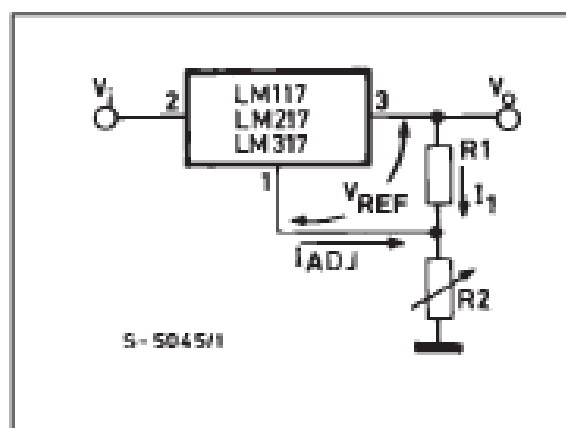 Vi
2
LM117
LM217
LM317
3
Vo
1
R1
VREF
I1
iADJ
R2
S-5045/1